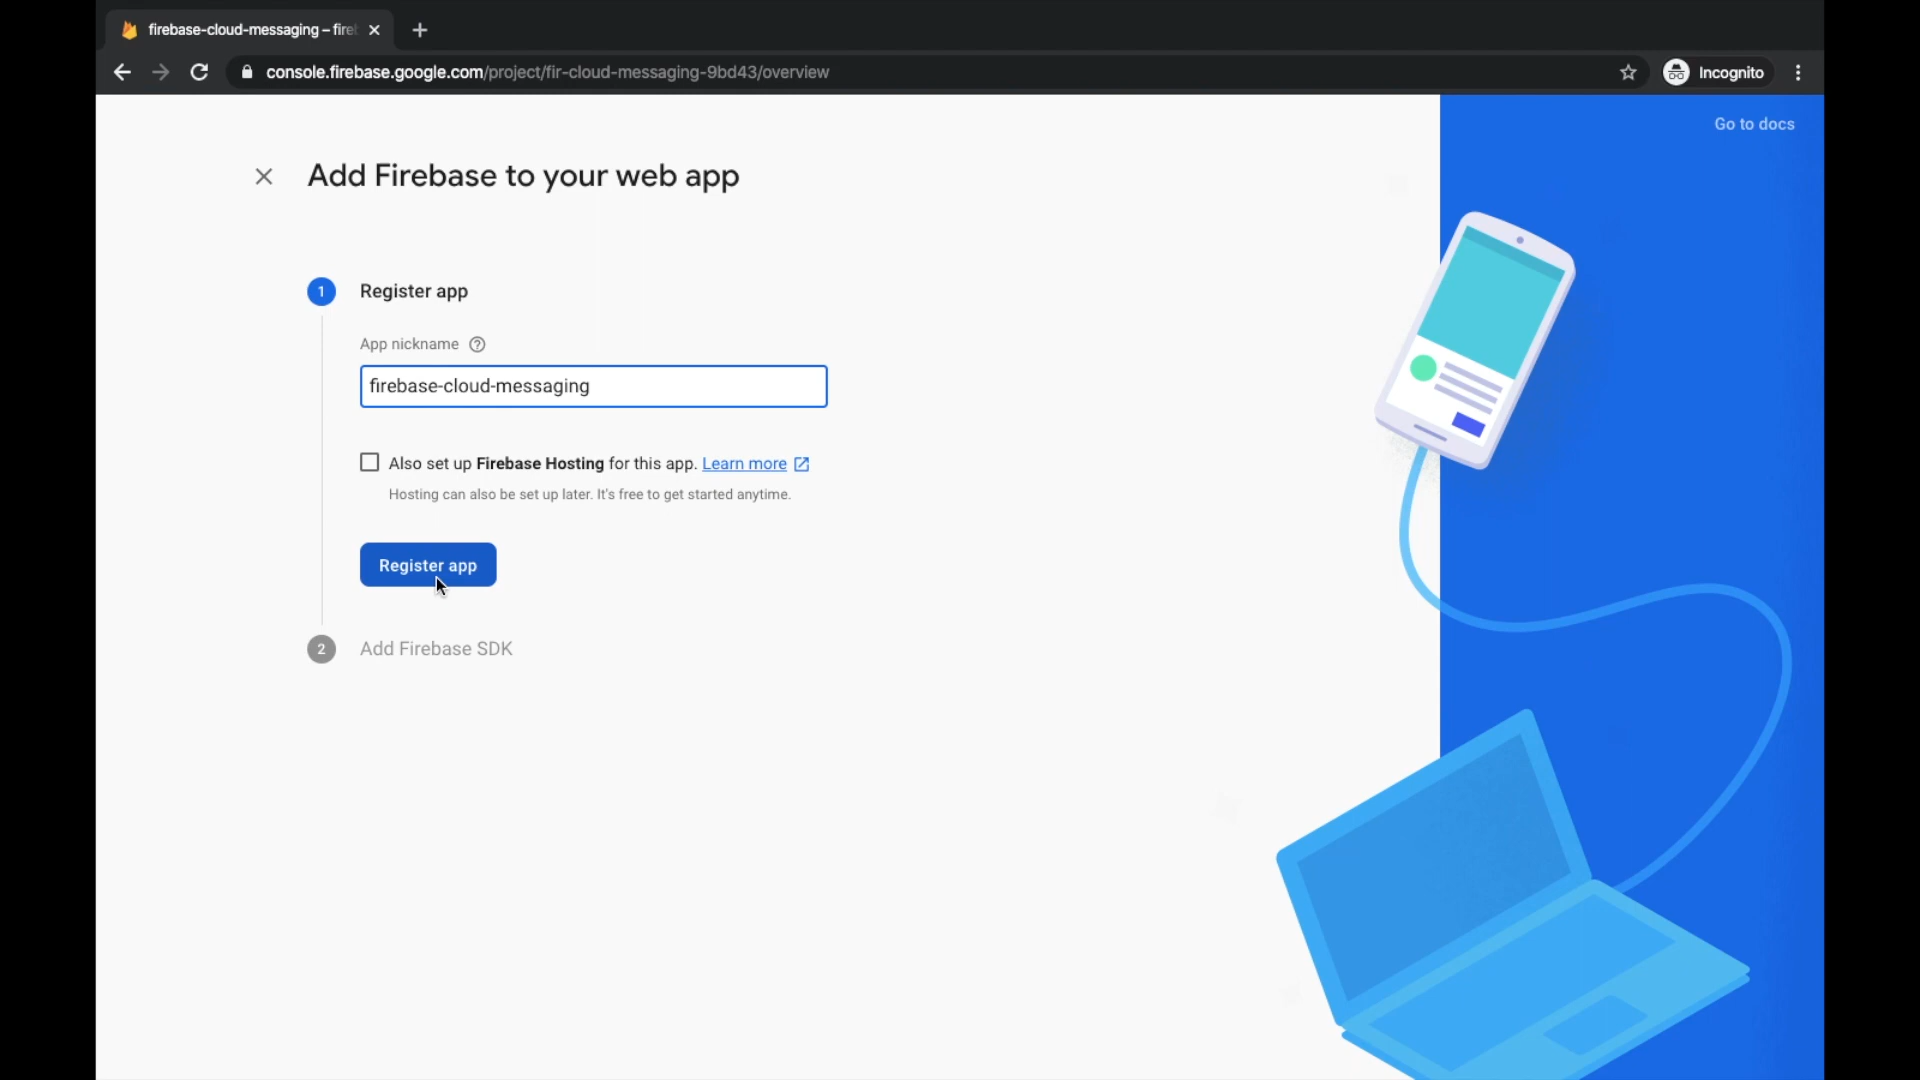 firebase-cloud-messaging – fire
console.firebase.google.com/project/fir-cloud-messaging-9bd43/overview
Incognito
Go to docs
Add Firebase to your web app
1 Register app
App nickname
firebase-cloud-messaging
Also set up Firebase Hosting for this app. Learn more
Hosting can also be set up later. It's free to get started anytime.
Register app
2 Add Firebase SDK